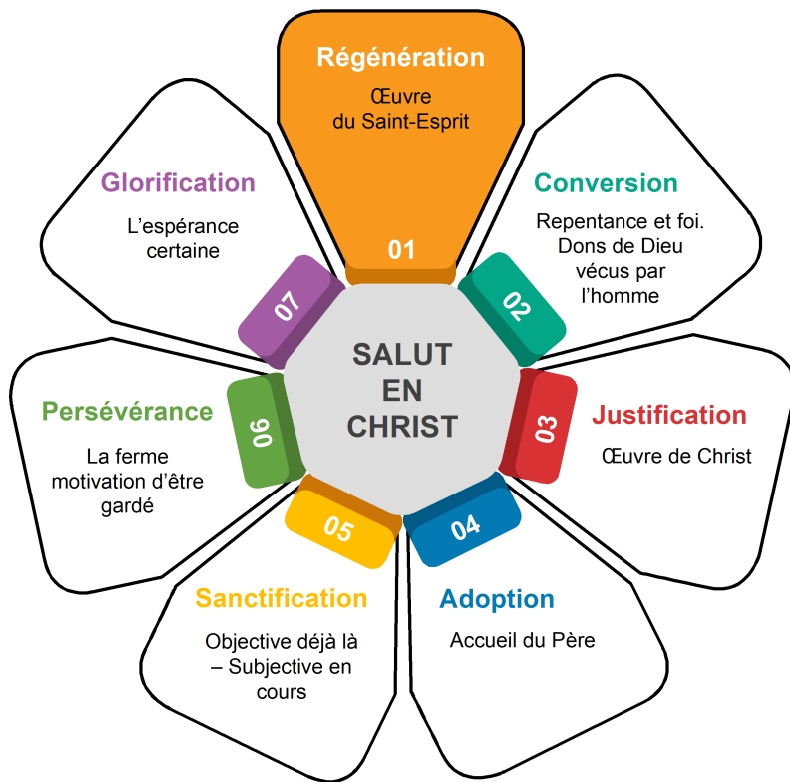 Régénération
Œuvre
du Saint-Esprit
01
Conversion
Repentance et foi.
Dons de Dieu
vécus par
l'homme
02
Justification
Œuvre de Christ
03
Adoption
Accueil du Père
04
Sanctification
Objective déjà là
– Subjective en
cours
05
Persévérance
La ferme
motivation d'être
gardé
06
Glorification
L'espérance
certaine
07
SALUT
EN
CHRIST